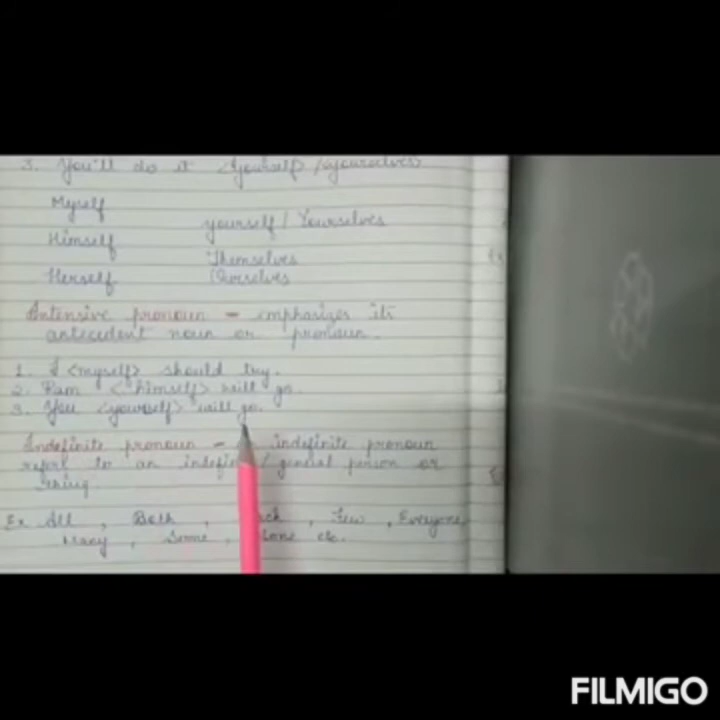 3. You'll do it <yourself> / <yourselves>
Myself
yourself / Yourselves
Himself
Themselves
Herself
Ourselves
Intensive pronoun - emphasizes its
antecedent noun or pronoun.
1. I <myself> should try.
2. Ram <himself> will go.
3. You <yourself> will go.
Indefinite pronoun - indefinite pronoun
refers to an / general person or
thing.
Ex All , Both , , Few , Everyone
Many , Some , etc.
FILMIGO